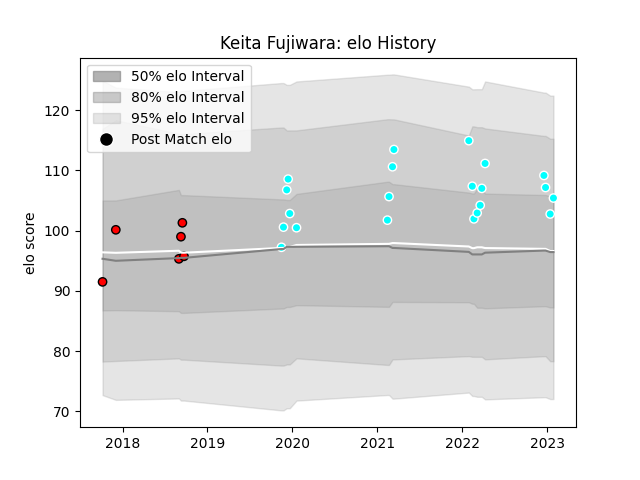 Keita Fujiwara: elo History
50% elo Interval
80% elo Interval
95% elo Interval
Post Match elo
elo score
120
110
100
90
80
70
2018 2019 2020 2021 2022 2023